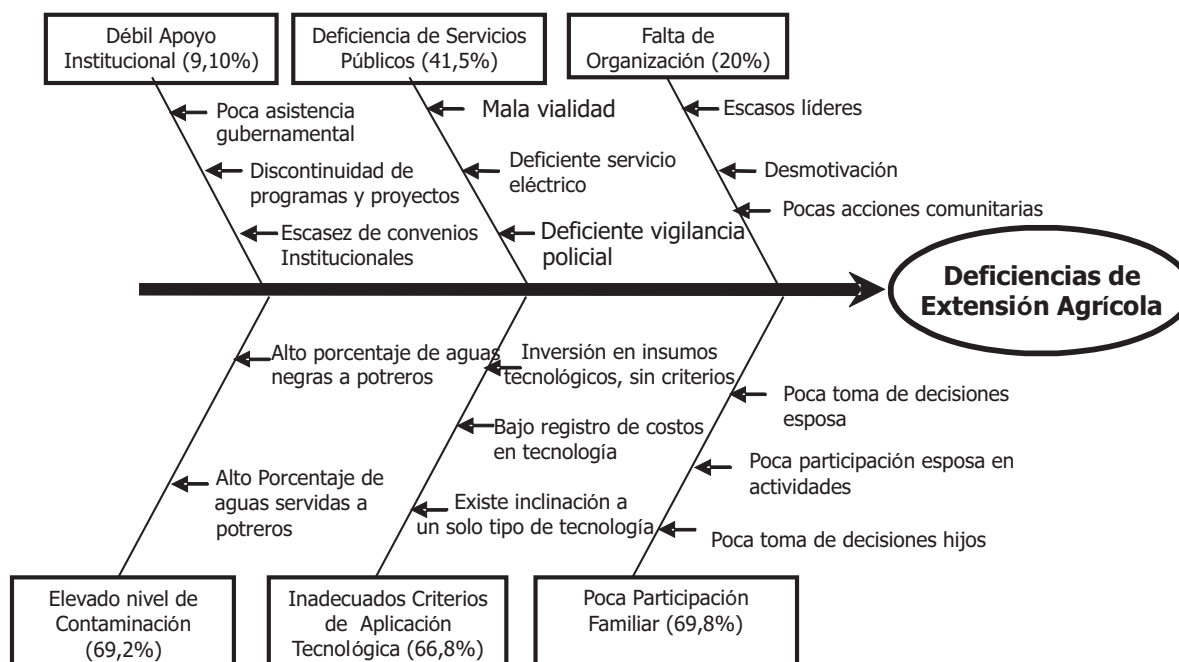 Débil Apoyo
Institucional (9,10%)
Deficiencia de Servicios
Públicos (41,5%)
Falta de
Organización (20%)
Poca asistencia
gubernamental
Discontinuidad de
programas y proyectos
Escasez de convenios
Institucionales
Mala vialidad
Deficiente servicio
eléctrico
Deficiente vigilancia
policial
Escasos líderes
Desmotivación
Pocas acciones comunitarias
Deficiencias de
Extensión Agrícola
Alto porcentaje de aguas
negras a potreros
Alto Porcentaje de
aguas servidas a
potreros
Inversión en insumos
tecnológicos, sin criterios
Bajo registro de costos
en tecnología
Existe inclinación a
un solo tipo de tecnología
Poca toma de decisiones
esposa
Poca participación esposa en
actividades
Poca toma de decisiones hijos
Elevado nivel de
Contaminación
(69,2%)
Inadecuados Criterios
de Aplicación
Tecnológica (66,8%)
Poca Participación
Familiar (69,8%)